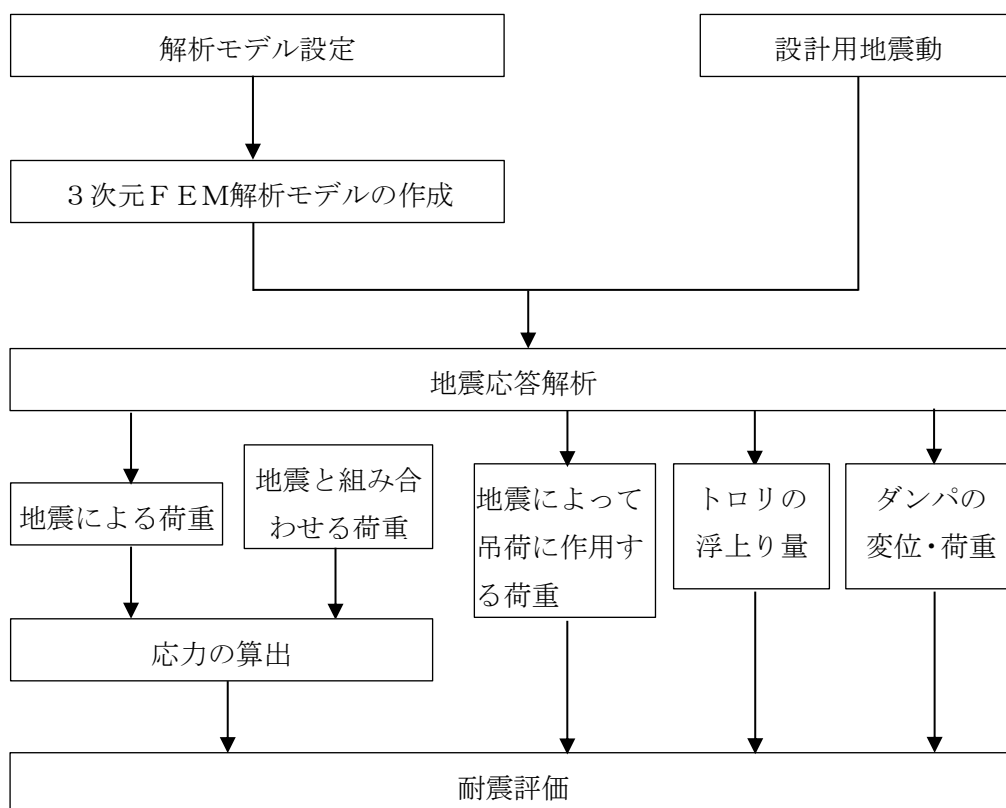 解析モデル設定
設計用地震動
３次元ＦＥＭ解析モデルの作成
地震応答解析
地震による荷重
地震と組み合
わせる荷重
地震によって
吊荷に作用す
る荷重
トロリの
浮上り量
ダンパの
変位・荷重
応力の算出
耐震評価